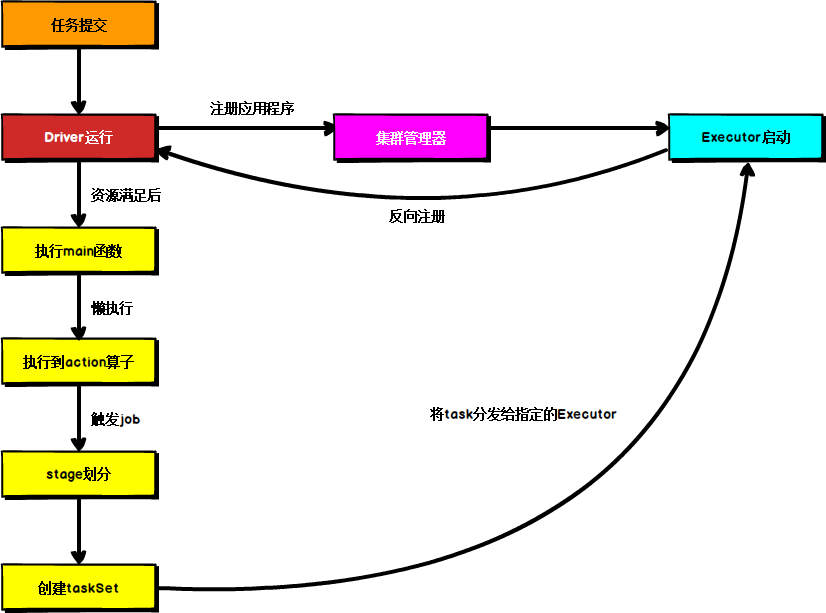 任务提交
注册应用程序
Driver运行
集群管理器
Executor启动
资源满足后
反向注册
执行main函数
懒执行
执行到action算子
触发job
将task分发给指定的Executor
stage划分
创建taskSet